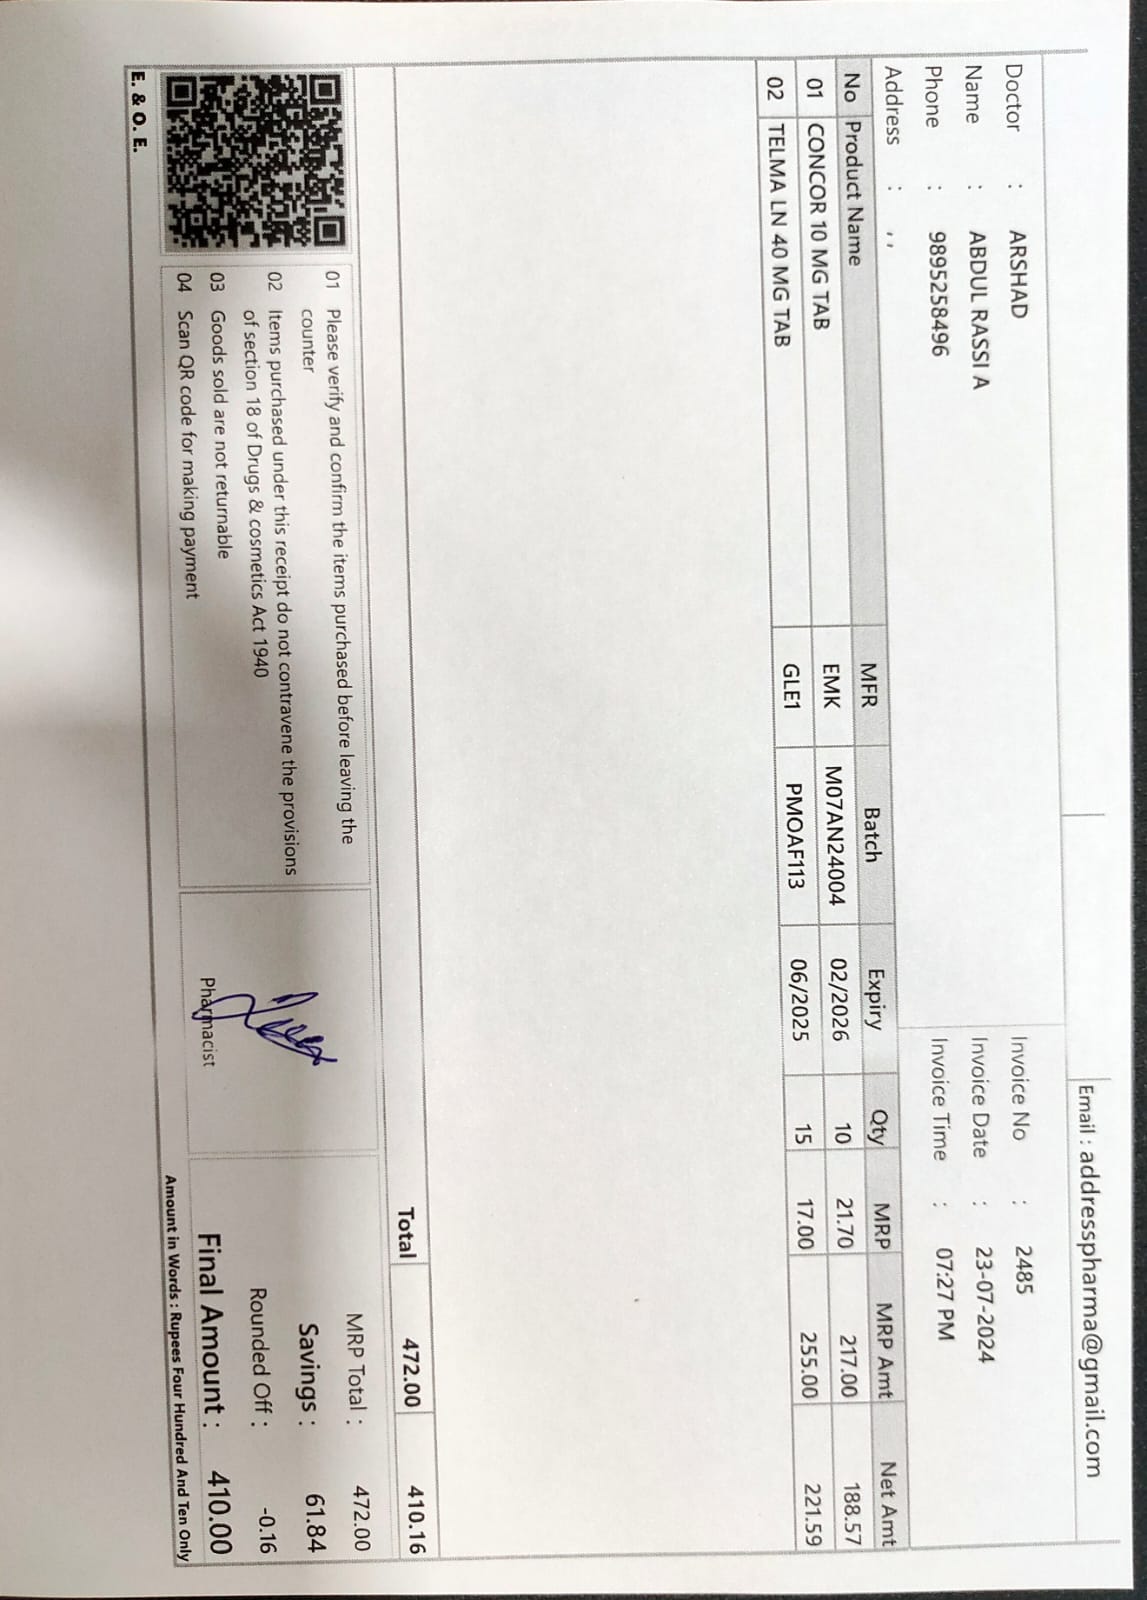 Email : addresspharma@gmail.com
Doctor : ARSHAD
Name : ABDUL RASSI A
Phone : 9895258496
Address : , ,
Invoice No : 2485
Invoice Date : 23-07-2024
Invoice Time : 07:27 PM
No Product Name MFR Batch Expiry Qty MRP MRP Amt Net Amt
01 CONCOR 10 MG TAB EMK M07AN24004 02/2026 10 21.70 217.00 188.57
02 TELMA LN 40 MG TAB GLE1 PMOAF113 06/2025 15 17.00 255.00 221.59
Total 472.00 410.16
01 Please verify and confirm the items purchased before leaving the
counter
02 Items purchased under this receipt do not contravene the provisions
of section 18 of Drugs & cosmetics Act 1940
03 Goods sold are not returnable
04 Scan QR code for making payment
Pharmacist
MRP Total : 472.00
Savings : 61.84
Rounded Off : -0.16
Final Amount : 410.00
Amount in Words : Rupees Four Hundred And Ten Only
E. & O. E.